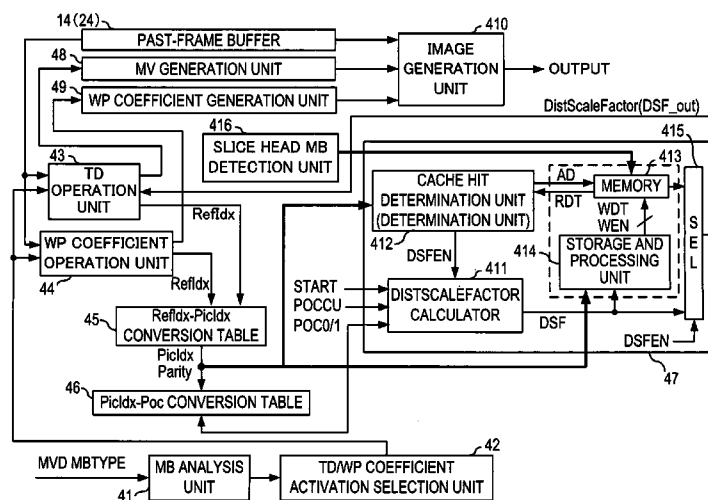 14(24)
PAST-FRAME BUFFER
48
MV GENERATION UNIT
49
WP COEFFICIENT GENERATION UNIT
410
IMAGE
GENERATION
UNIT
OUTPUT
DistScaleFactor(DSF_out)
416
SLICE HEAD MB
DETECTION UNIT
415
43
TD
OPERATION
UNIT
RefIdx
CACHE HIT
DETERMINATION UNIT
(DETERMINATION UNIT)
412
AD
RDT
413
MEMORY
WDT
WEN
SEL
WP COEFFICIENT
OPERATION UNIT
44
RefIdx
DSFEN
414
STORAGE AND
PROCESSING
UNIT
START
POCCU
POC0/1
411
DISTSCALEFACTOR
CALCULATOR
DSF
45
RefIdx-PicIdx
CONVERSION TABLE
PicIdx
Parity
DSFEN
47
46
PicIdx-Poc CONVERSION TABLE
MVD MBTYPE
MB ANALYSIS
UNIT
41
42
TD/WP COEFFICIENT
ACTIVATION SELECTION UNIT